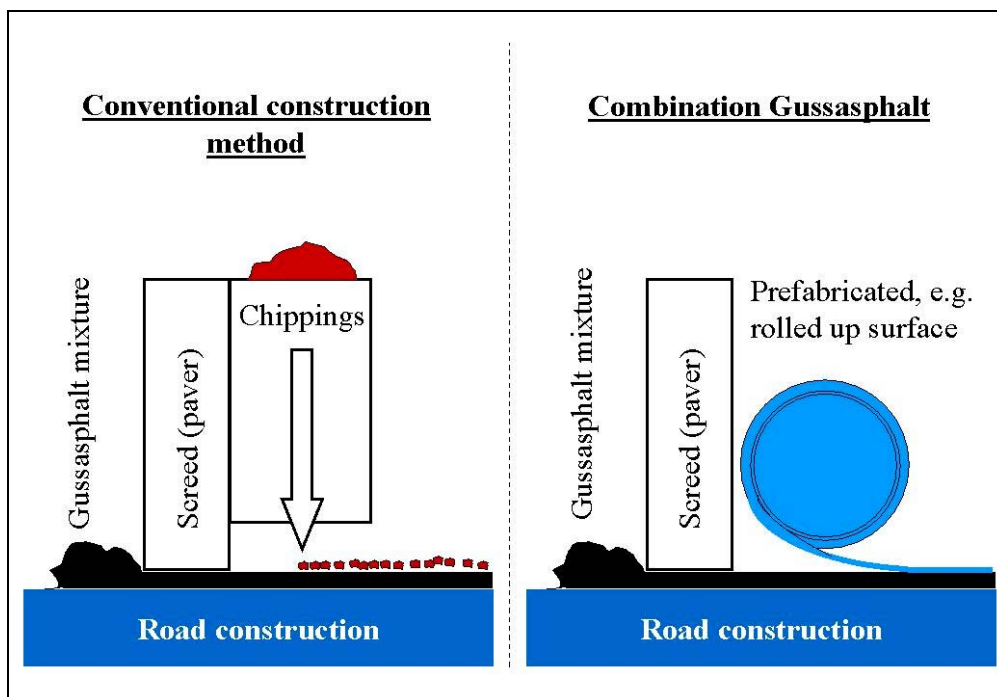 Conventional construction
method
Gussasphalt mixture
Screed (paver)
Chippings
Road construction
Combination Gussasphalt
Gussasphalt mixture
Screed (paver)
Prefabricated, e.g.
rolled up surface
Road construction